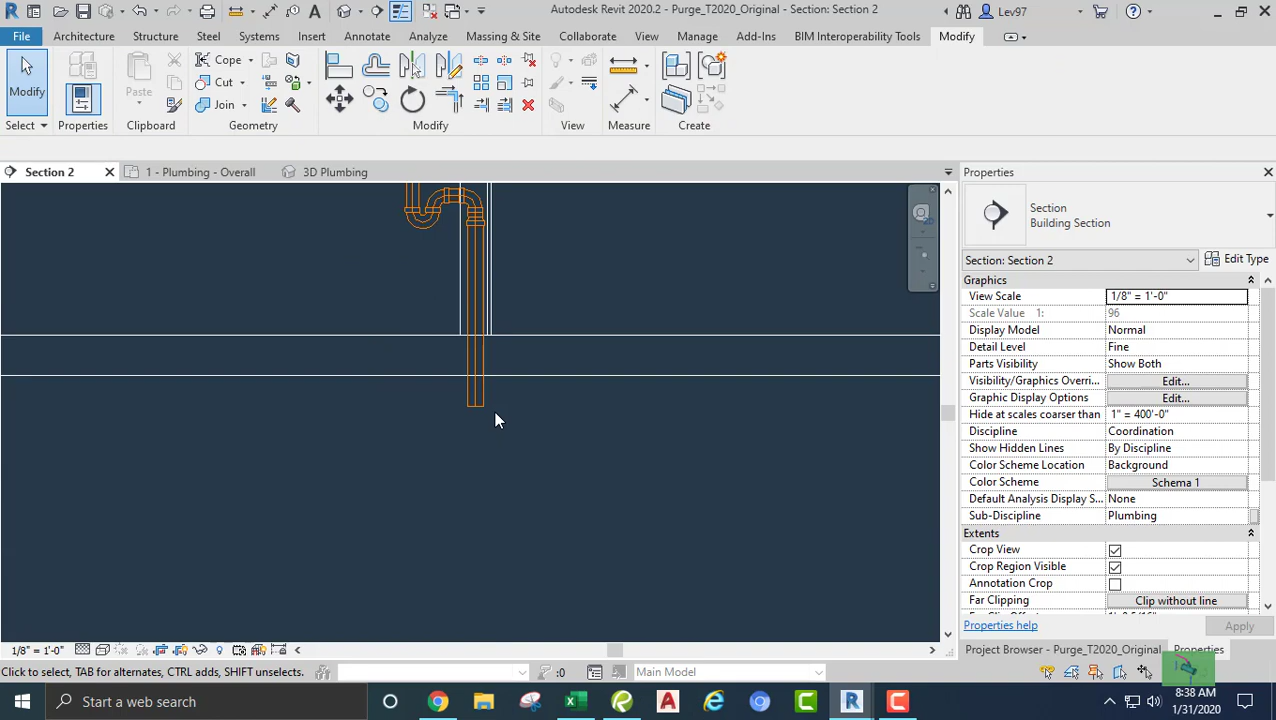 Autodesk Revit 2020.2 - Purge_T2020_Original - Section: Section 2
Lev97
File
Architecture
Structure
Steel
Systems
Insert
Annotate
Analyze
Massing & Site
Collaborate
View
Manage
Add-Ins
BIM Interoperability Tools
Modify
Modify
Select
Properties
Paste
Clipboard
Cope
Cut
Join
Geometry
Modify
View
Measure
Create
Section 2
1 - Plumbing - Overall
3D Plumbing
Properties
Section
Building Section
Section: Section 2
Edit Type
Graphics
View Scale 1/8" = 1'-0"
Scale Value 1: 96
Display Model Normal
Detail Level Fine
Parts Visibility Show Both
Visibility/Graphics Overri... Edit...
Graphic Display Options Edit...
Hide at scales coarser than 1" = 400'-0"
Discipline Coordination
Show Hidden Lines By Discipline
Color Scheme Location Background
Color Scheme Schema 1
Default Analysis Display S... None
Sub-Discipline Plumbing
Extents
Crop View
Crop Region Visible
Annotation Crop
Far Clipping Clip without line
Properties help
Apply
Project Browser - Purge_T2020_Original
Properties
1/8" = 1'-0"
Click to select, TAB for alternates, CTRL adds, SHIFT unselects.
:0
Main Model
Start a web search
8:38 AM
1/31/2020